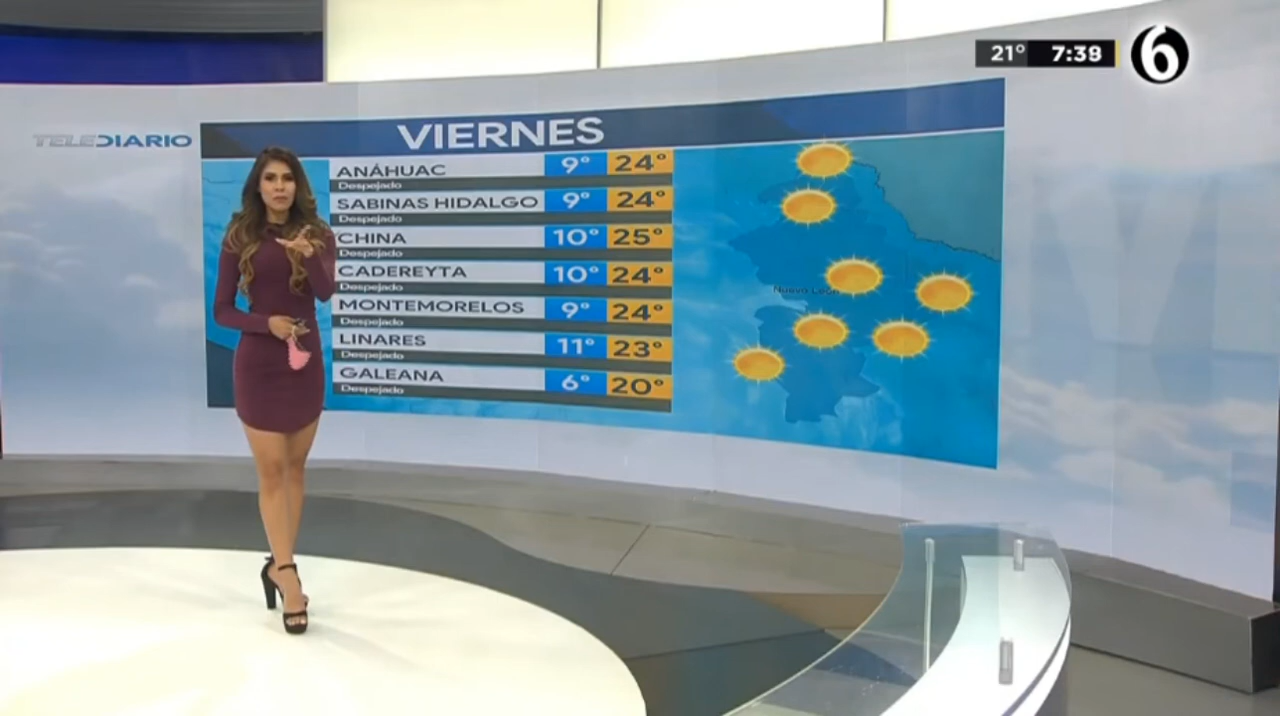 21° 7:38
6
TELEDIARIO
VIERNES
ANÁHUAC 9° 24°
Despejado
SABINAS HIDALGO 9° 24°
Despejado
CHINA 10° 25°
Despejado
CADEREYTA 10° 24°
Despejado
MONTEMORELOS 9° 24°
Despejado
LINARES 11° 23°
Despejado
GALEANA 6° 20°
Despejado
Nuevo León